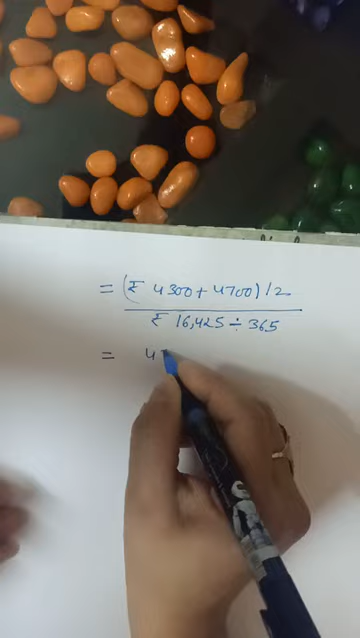 = (₹ 4300 + 4700) / 2
₹ 16,425 ÷ 365
= 4